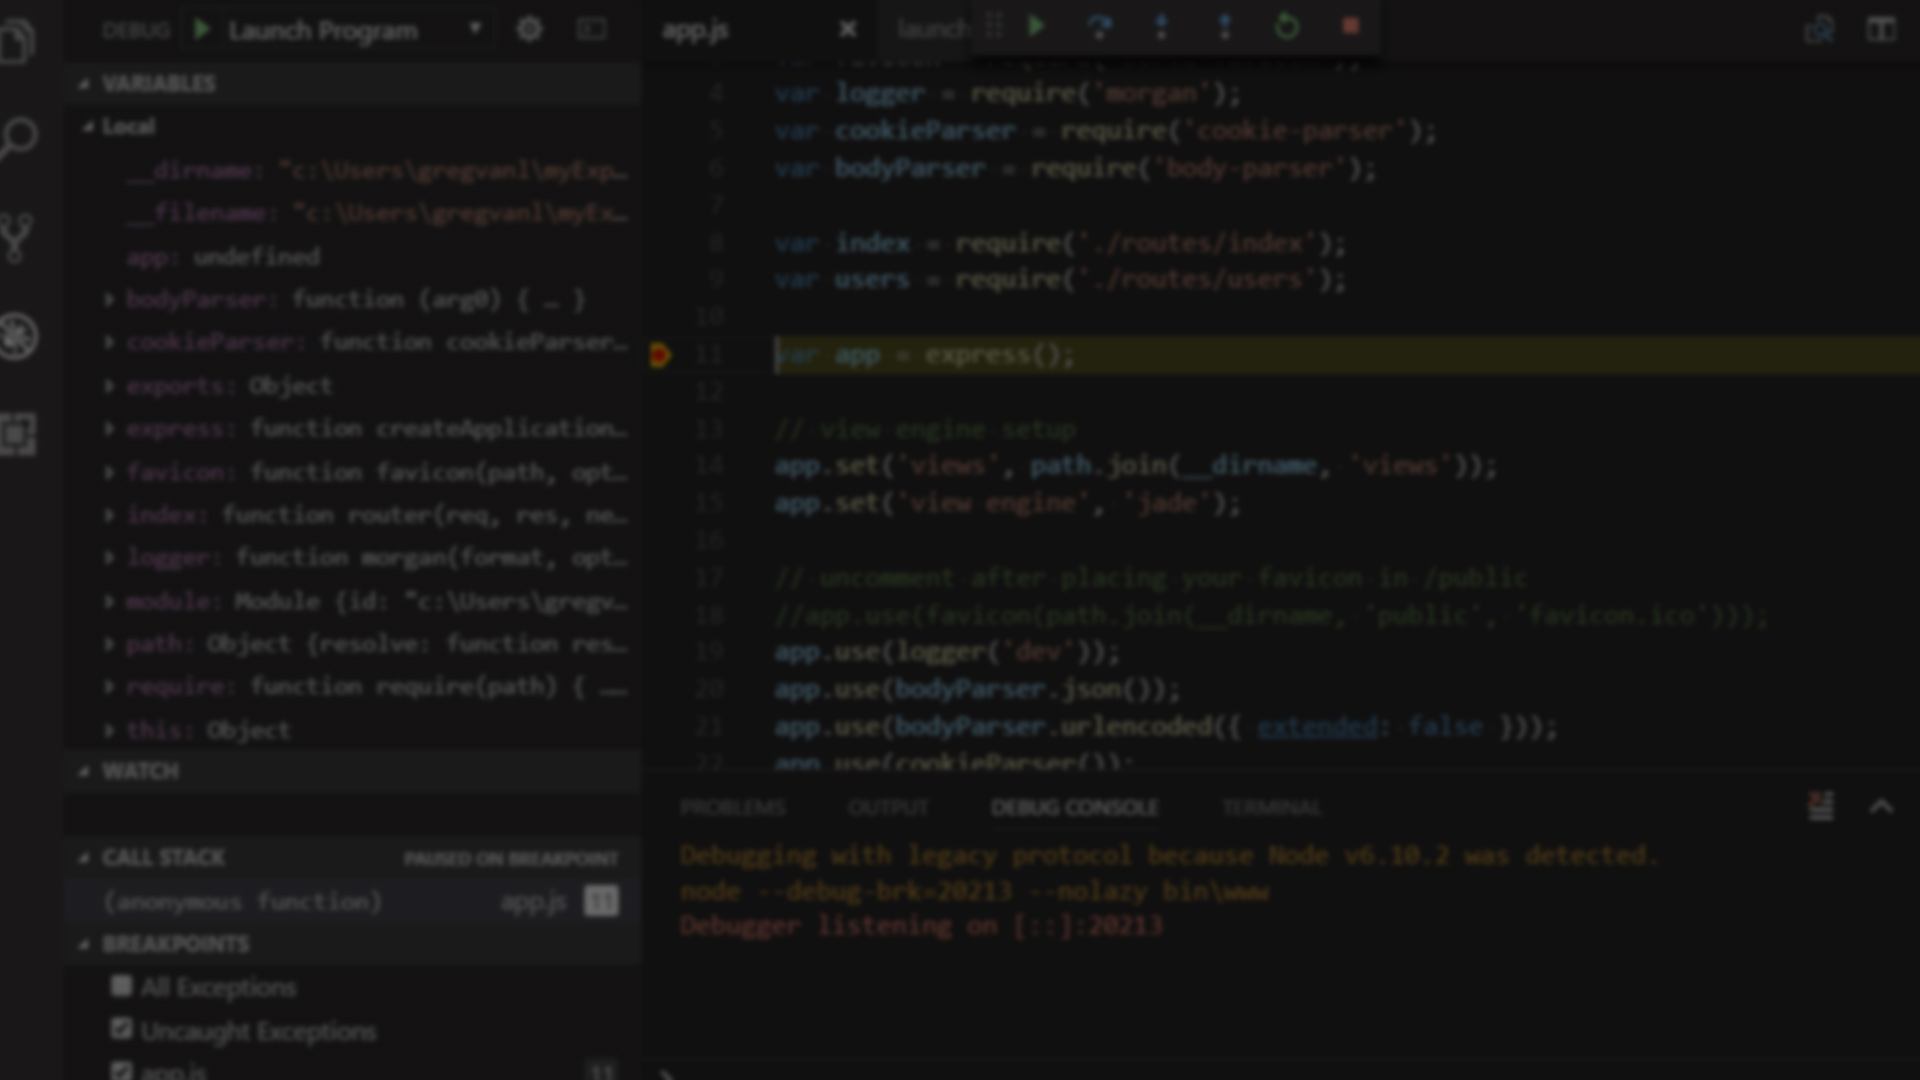 DEBUG Launch Program
VARIABLES
Local
__dirname: "c:\Users\gregvanl\myExp…
__filename: "c:\Users\gregvanl\myEx…
app: undefined
bodyParser: function (arg0) { … }
cookieParser: function cookieParser…
exports: Object
express: function createApplication…
favicon: function favicon(path, opt…
index: function router(req, res, ne…
logger: function morgan(format, opt…
module: Module {id: "c:\Users\gregv…
path: Object {resolve: function res…
require: function require(path) { ……
this: Object
WATCH
CALL STACK PAUSED ON BREAKPOINT
(anonymous function) app.js 11
BREAKPOINTS
All Exceptions
Uncaught Exceptions
app.js 11
app.js launch
4 var logger = require('morgan');
5 var cookieParser = require('cookie-parser');
6 var bodyParser = require('body-parser');
7
8 var index = require('./routes/index');
9 var users = require('./routes/users');
10
11 var app = express();
12
13 // view engine setup
14 app.set('views', path.join(__dirname, 'views'));
15 app.set('view engine', 'jade');
16
17 // uncomment after placing your favicon in /public
18 //app.use(favicon(path.join(__dirname, 'public', 'favicon.ico')));
19 app.use(logger('dev'));
20 app.use(bodyParser.json());
21 app.use(bodyParser.urlencoded({ extended: false }));
22 app.use(cookieParser());
PROBLEMS OUTPUT DEBUG CONSOLE TERMINAL
Debugging with legacy protocol because Node v6.10.2 was detected.
node --debug-brk=20213 --nolazy bin\www
Debugger listening on [::]:20213